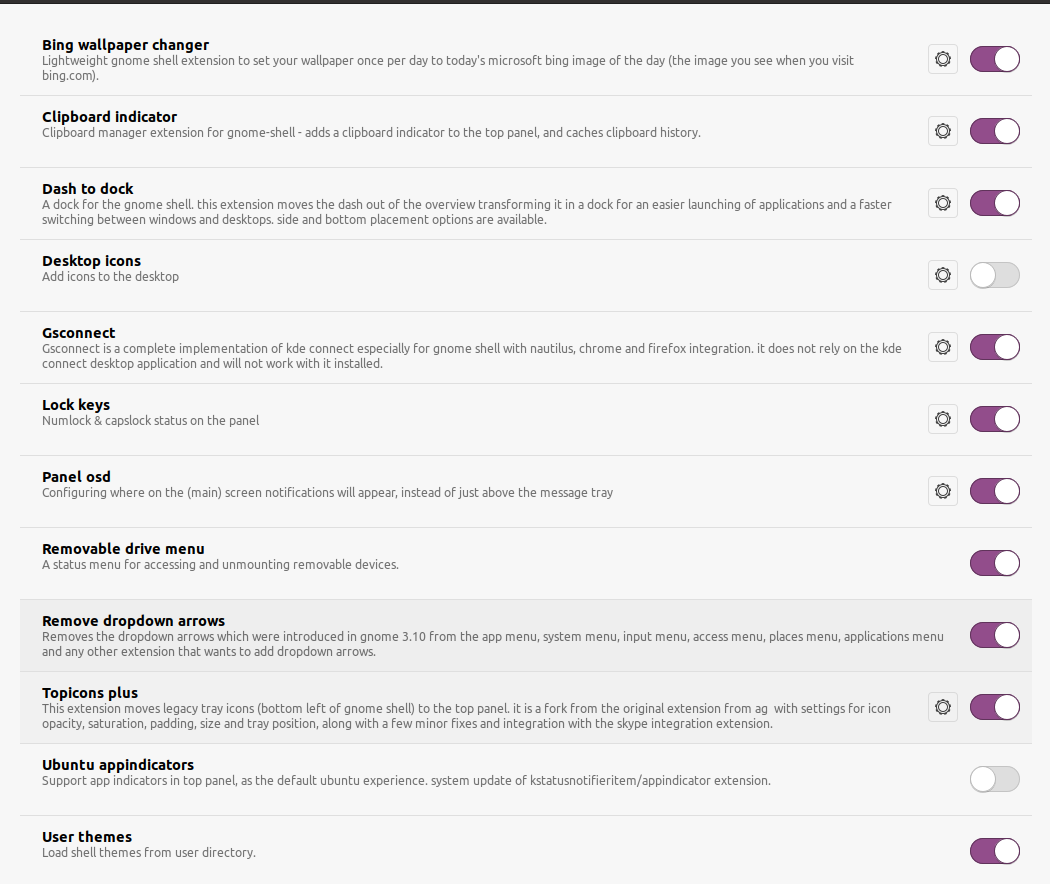 Bing wallpaper changer
Lightweight gnome shell extension to set your wallpaper once per day to today's microsoft bing image of the day (the image you see when you visit
bing.com).
Clipboard indicator
Clipboard manager extension for gnome-shell - adds a clipboard indicator to the top panel, and caches clipboard history.
Dash to dock
A dock for the gnome shell. this extension moves the dash out of the overview transforming it in a dock for an easier launching of applications and a faster
switching between windows and desktops. side and bottom placement options are available.
Desktop icons
Add icons to the desktop
Gsconnect
Gsconnect is a complete implementation of kde connect especially for gnome shell with nautilus, chrome and firefox integration. it does not rely on the kde
connect desktop application and will not work with it installed.
Lock keys
Numlock & capslock status on the panel
Panel osd
Configuring where on the (main) screen notifications will appear, instead of just above the message tray
Removable drive menu
A status menu for accessing and unmounting removable devices.
Remove dropdown arrows
Removes the dropdown arrows which were introduced in gnome 3.10 from the app menu, system menu, input menu, access menu, places menu, applications menu
and any other extension that wants to add dropdown arrows.
Topicons plus
This extension moves legacy tray icons (bottom left of gnome shell) to the top panel. it is a fork from the original extension from ag  with settings for icon
opacity, saturation, padding, size and tray position, along with a few minor fixes and integration with the skype integration extension.
Ubuntu appindicators
Support app indicators in top panel, as the default ubuntu experience. system update of kstatusnotifieritem/appindicator extension.
User themes
Load shell themes from user directory.